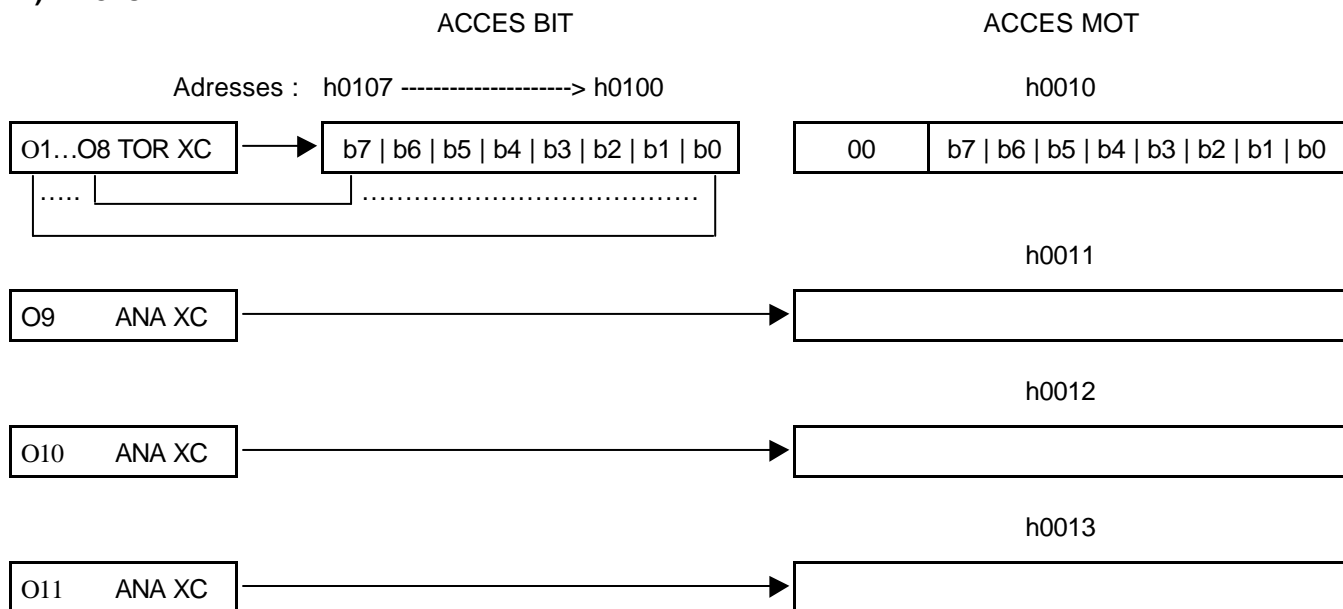 ACCES BIT ACCES MOT
Adresses : h0107 ---------------------> h0100 h0010
O1…O8 TOR XC b7 | b6 | b5 | b4 | b3 | b2 | b1 | b0 00 b7 | b6 | b5 | b4 | b3 | b2 | b1 | b0
….. …………………………………
h0011
O9 ANA XC
h0012
O10 ANA XC
h0013
O11 ANA XC